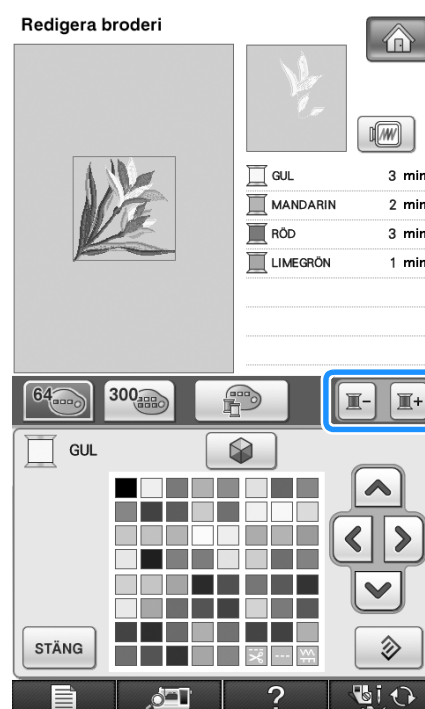 Redigera broderi
GUL 3 min
MANDARIN 2 min
RÖD 3 min
LIMEGRÖN 1 min
64 300 - +
GUL
STÄNG
?